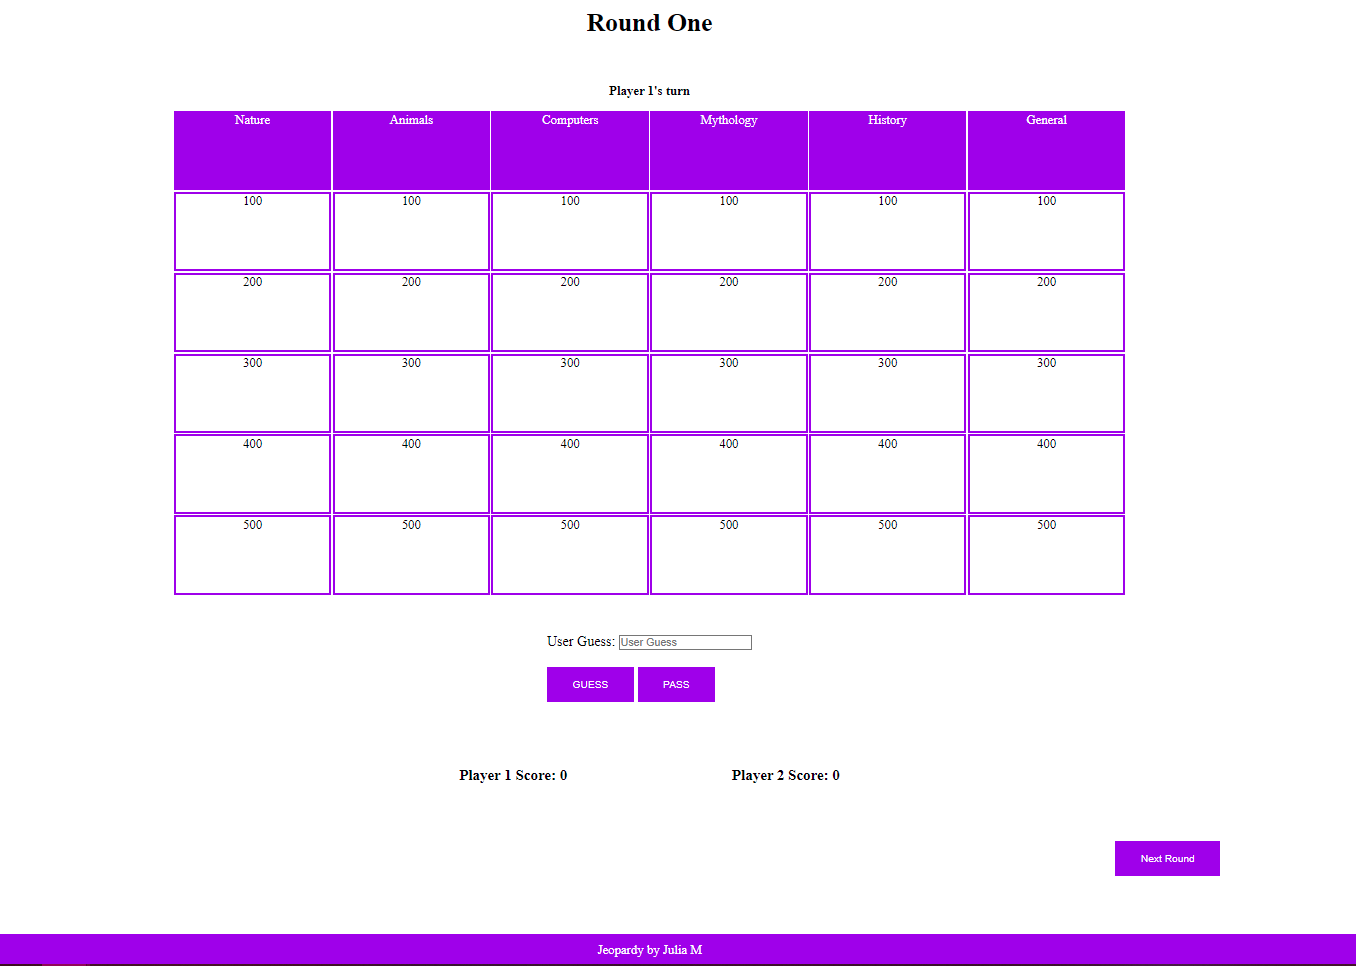 Round One
Player 1's turn
Nature Animals Computers Mythology History General
100 100 100 100 100 100
200 200 200 200 200 200
300 300 300 300 300 300
400 400 400 400 400 400
500 500 500 500 500 500
User Guess: User Guess
GUESS PASS
Player 1 Score: 0 Player 2 Score: 0
Next Round
Jeopardy by Julia M